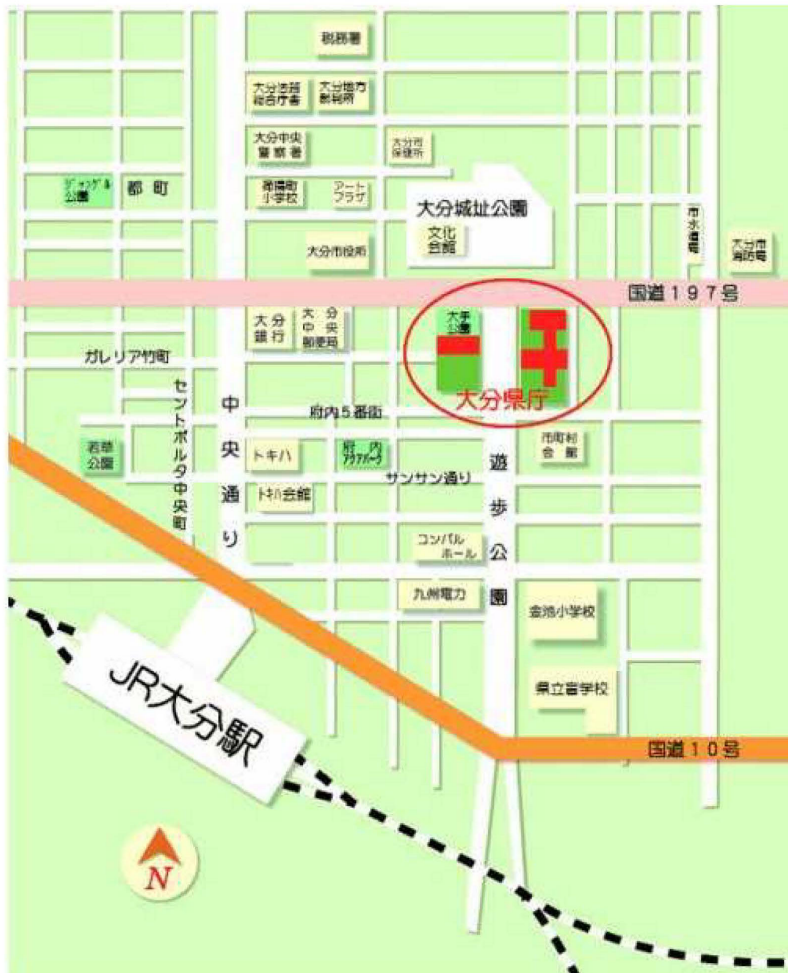 税務署
大分法務
総合庁舎
大分地方
裁判所
大分中央
警察署
大分市
保健所
ジャングル
公園
都町
荷揚町
小学校
アート
プラザ
大分城址公園
文化
会館
大分市役所
市水道局
大分市
消防局
国道197号
大分
銀行
大分
中央
郵便局
大手
公園
大分県庁
ガレリア竹町
セントポルタ中央町
中央通り
府内5番街
若草
公園
トキハ
府内
アクアパーク
サンサン通り
市町村
会館
遊歩公園
トキハ会館
コンパル
ホール
九州電力
金池小学校
県立盲学校
JR大分駅
国道10号
N